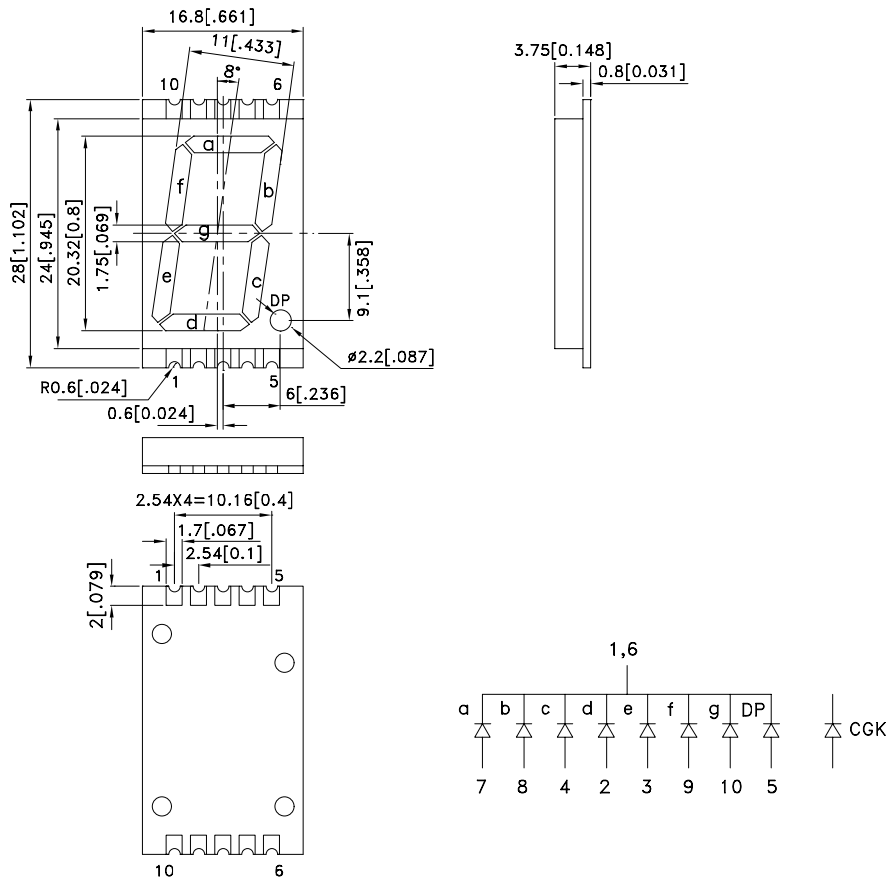 16.8[.661]
11[.433]
8°
10 6
3.75[0.148]
0.8[0.031]
a
f
b
g
e
c
d
DP
28[1.102]
24[.945]
20.32[0.8]
1.75[.069]
9.1[.358]
ø2.2[.087]
R0.6[.024]
1 5
6[.236]
0.6[0.024]
2.54X4=10.16[0.4]
1.7[.067]
2.54[0.1]
1 5
2[.079]
10 6
1,6
a b c d e f g DP
CGK
7 8 4 2 3 9 10 5